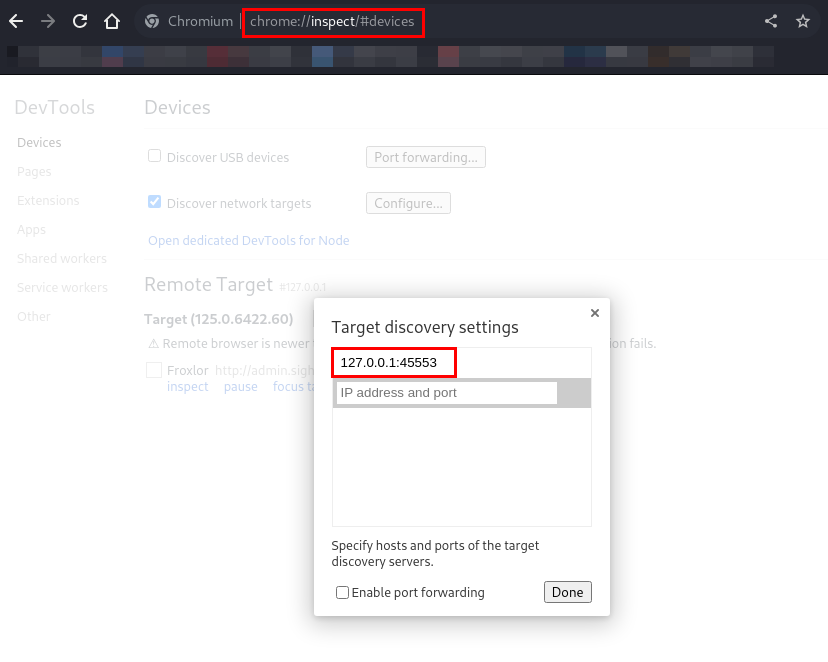 Chromium | chrome://inspect/#devices
DevTools
Devices
Pages
Extensions
Apps
Shared workers
Service workers
Other
Devices
Discover USB devices
Port forwarding...
Discover network targets
Configure...
Open dedicated DevTools for Node
Remote Target #127.0.0.1
Target (125.0.6422.60)
⚠ Remote browser is newer
on fails.
Froxlor http://admin.sigh
inspect pause focus ta
Target discovery settings
×
127.0.0.1:45553
IP address and port
Specify hosts and ports of the target
discovery servers.
Enable port forwarding
Done